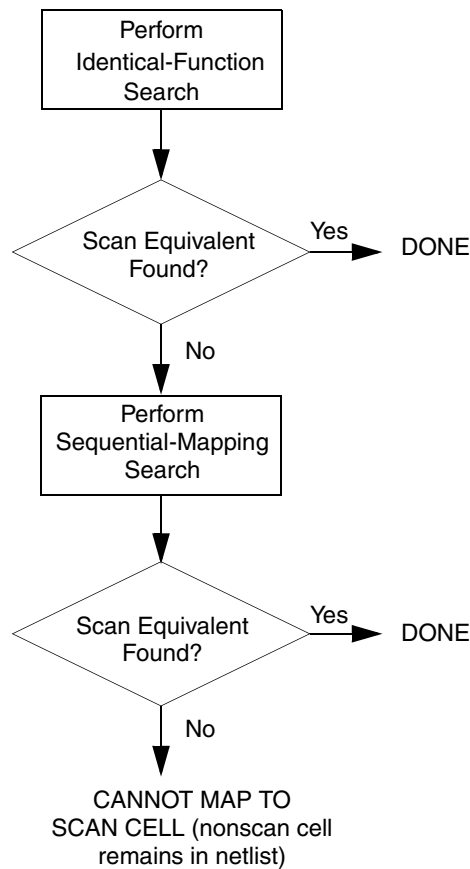 Perform
Identical-Function
Search
Scan Equivalent
Found?
Yes
DONE
No
Perform
Sequential-Mapping
Search
Scan Equivalent
Found?
Yes
DONE
No
CANNOT MAP TO
SCAN CELL (nonscan cell
remains in netlist)